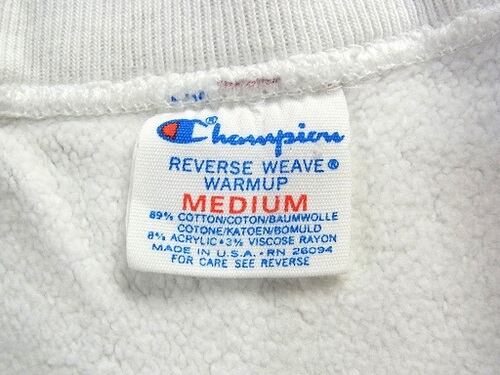 Champion
REVERSE WEAVE®
WARMUP
MEDIUM
89% COTTON/COTON/BAUMWOLLE
COTONE/KATOEN/BOMULD
8% ACRYLIC • 3% VISCOSE RAYON
MADE IN U.S.A. • RN 26094
FOR CARE SEE REVERSE